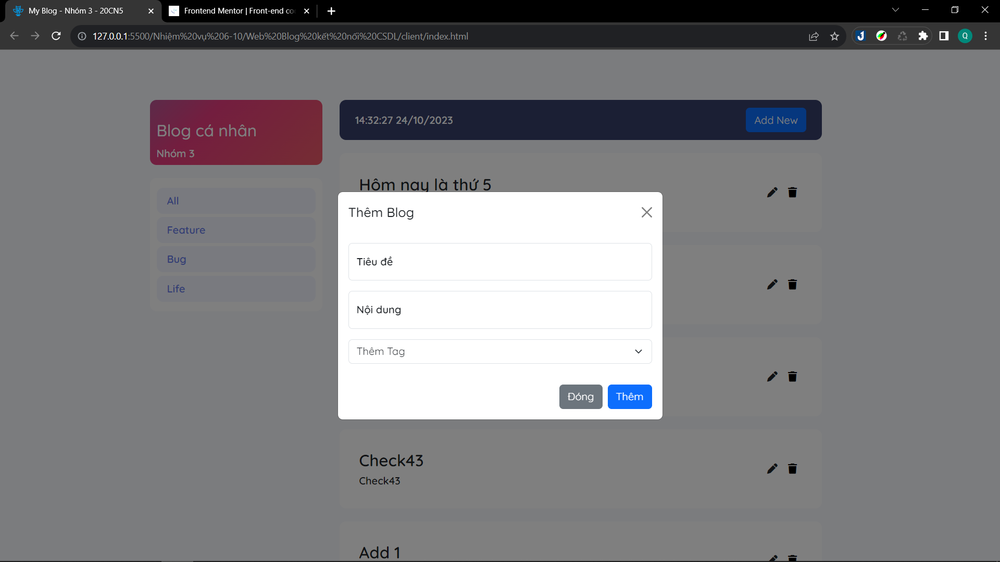 My Blog - Nhóm 3 - 20CN5
Frontend Mentor | Front-end co
127.0.0.1:5500/Nhiệm%20vụ%206-10/Web%20Blog%20kết%20nối%20CSDL/client/index.html
Q
Blog cá nhân
Nhóm 3
All
Feature
Bug
Life
14:32:27 24/10/2023
Add New
Hôm nay là thứ 5
Thêm Blog
Tiêu đề
Nội dung
Thêm Tag
Đóng
Thêm
Check43
Check43
Add 1